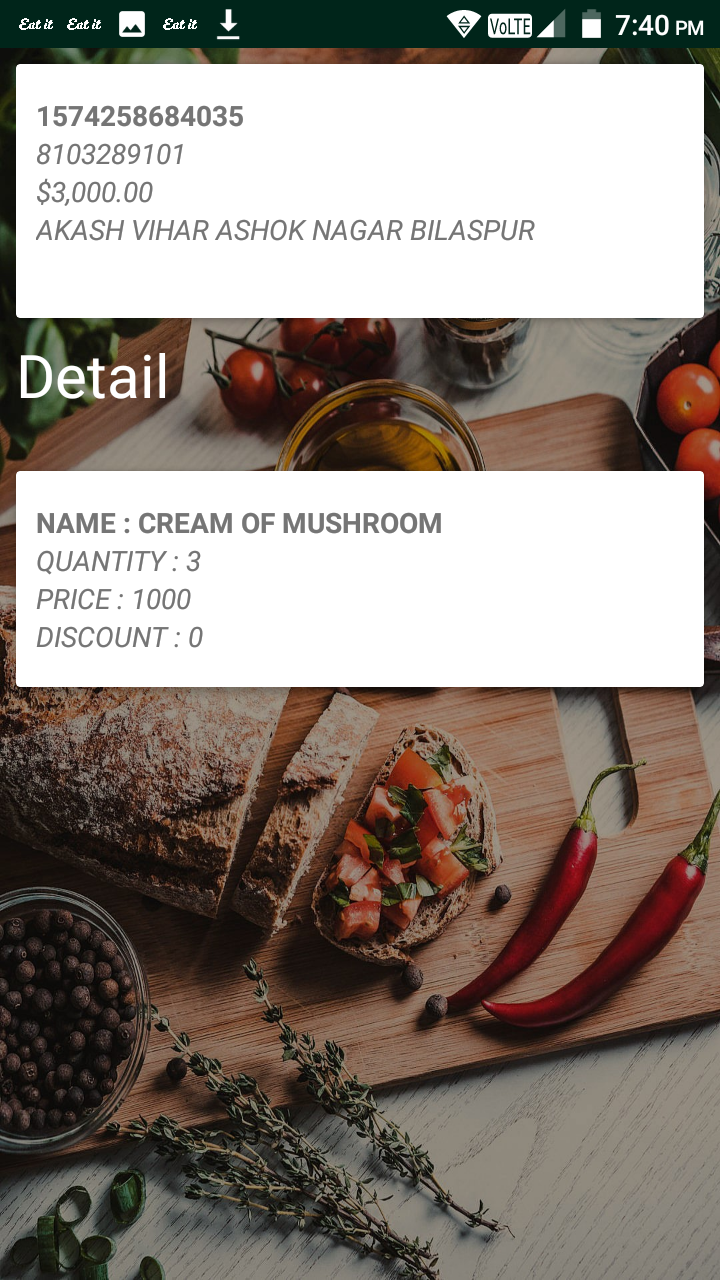 Eat it Eat it Eat it VoLTE 7:40 PM
1574258684035
8103289101
$3,000.00
AKASH VIHAR ASHOK NAGAR BILASPUR
Detail
NAME : CREAM OF MUSHROOM
QUANTITY : 3
PRICE : 1000
DISCOUNT : 0